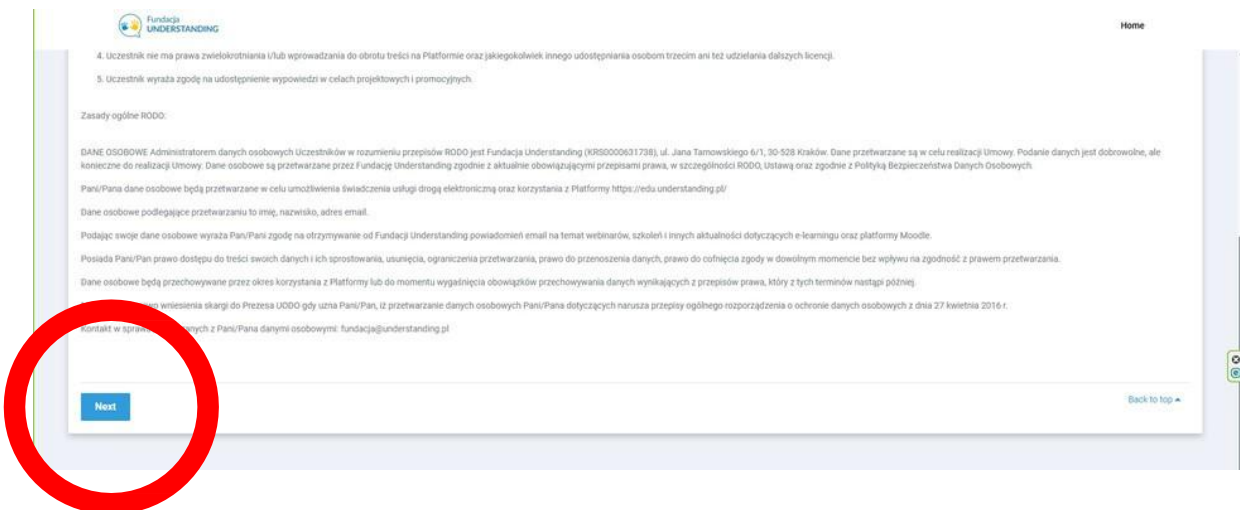 Fundacja
UNDERSTANDING
Home
4. Uczestnik nie ma prawa zwielokrotniania i/lub wprowadzania do obrotu treści na Platformie oraz jakiegokolwiek innego udostępniania osobom trzecim ani też udzielania dalszych licencji.
5. Uczestnik wyraża zgodę na udostępnienie wypowiedzi w celach projektowych i promocyjnych.
Zasady ogólne RODO:
DANE OSOBOWE Administratorem danych osobowych Uczestników w rozumieniu przepisów RODO jest Fundacja Understanding (KRS0000631738), ul. Jana Tarnowskiego 6/1, 30-528 Kraków. Dane przetwarzane są w celu realizacji Umowy. Podanie danych jest dobrowolne, ale
konieczne do realizacji Umowy. Dane osobowe są przetwarzane przez Fundację Understanding zgodnie z aktualnie obowiązującymi przepisami prawa, w szczególności RODO, Ustawą oraz zgodnie z Polityką Bezpieczeństwa Danych Osobowych.
Pani/Pana dane osobowe będą przetwarzane w celu umożliwienia świadczenia usługi drogą elektroniczną oraz korzystania z Platformy https://edu.understanding.pl/
Dane osobowe podlegające przetwarzaniu to imię, nazwisko, adres email.
Podając swoje dane osobowe wyraża Pan/Pani zgodę na otrzymywanie od Fundacji Understanding powiadomień email na temat webinarów, szkoleń i innych aktualności dotyczących e-learningu oraz platformy Moodle.
Posiada Pani/Pan prawo dostępu do treści swoich danych i ich sprostowania, usunięcia, ograniczenia przetwarzania, prawo do przenoszenia danych, prawo do cofnięcia zgody w dowolnym momencie bez wpływu na zgodność z prawem przetwarzania.
Dane osobowe będą przechowywane przez okres korzystania z Platformy lub do momentu wygaśnięcia obowiązków przechowywania danych wynikających z przepisów prawa, który z tych terminów nastąpi później.
wniesienia skargi do Prezesa UODO gdy uzna Pani/Pan, iż przetwarzanie danych osobowych Pani/Pana dotyczących narusza przepisy ogólnego rozporządzenia o ochronie danych osobowych z dnia 27 kwietnia 2016 r.
Kontakt w z Pani/Pana danymi osobowymi: fundacja@understanding.pl
Next
Back to top